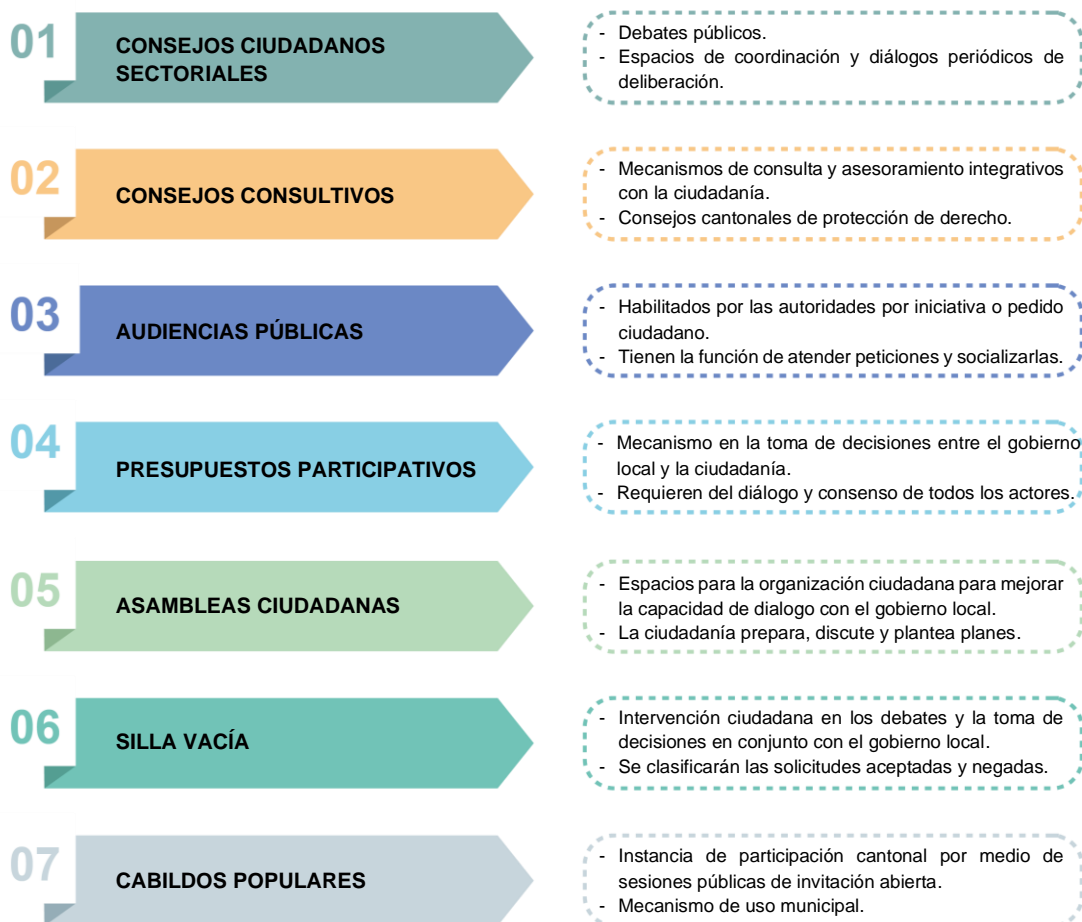 01
CONSEJOS CIUDADANOS
SECTORIALES
- Debates públicos.
- Espacios de coordinación y diálogos periódicos de
deliberación.
02
CONSEJOS CONSULTIVOS
- Mecanismos de consulta y asesoramiento integrativos
con la ciudadanía.
- Consejos cantonales de protección de derecho.
03
AUDIENCIAS PÚBLICAS
- Habilitados por las autoridades por iniciativa o pedido
ciudadano.
- Tienen la función de atender peticiones y socializarlas.
04
PRESUPUESTOS PARTICIPATIVOS
- Mecanismo en la toma de decisiones entre el gobierno
local y la ciudadanía.
- Requieren del diálogo y consenso de todos los actores.
05
ASAMBLEAS CIUDADANAS
- Espacios para la organización ciudadana para mejorar
la capacidad de dialogo con el gobierno local.
- La ciudadanía prepara, discute y plantea planes.
06
SILLA VACÍA
- Intervención ciudadana en los debates y la toma de
decisiones en conjunto con el gobierno local.
- Se clasificarán las solicitudes aceptadas y negadas.
07
CABILDOS POPULARES
- Instancia de participación cantonal por medio de
sesiones públicas de invitación abierta.
- Mecanismo de uso municipal.